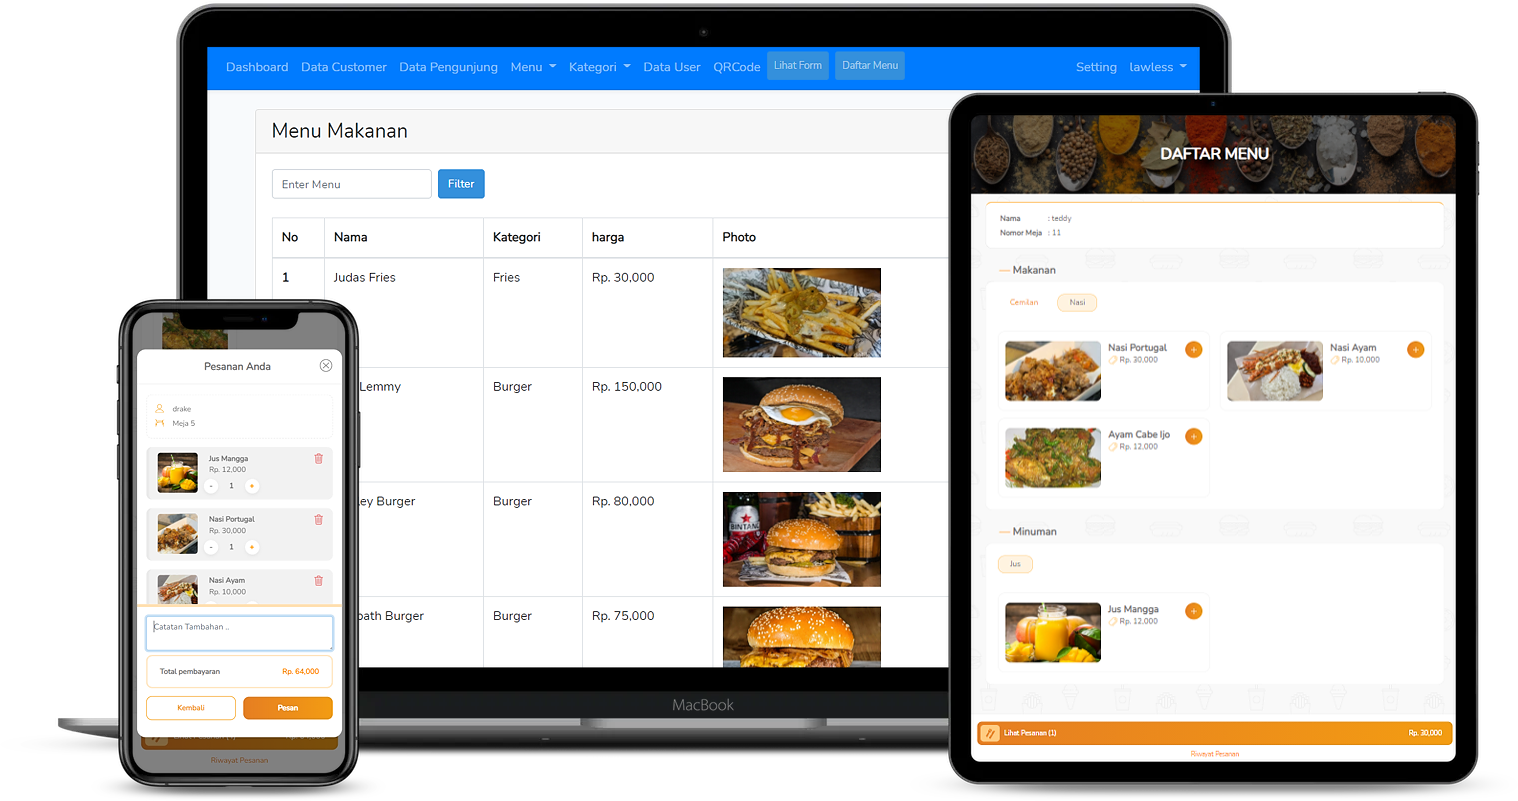 Dashboard Data Customer Data Pengunjung Menu Kategori Data User QRCode Lihat Form Daftar Menu Setting lawless
Menu Makanan
Enter Menu Filter
No Nama Kategori harga Photo
1 Judas Fries Fries Rp. 30,000
Lemmy Burger Rp. 150,000
Burger Burger Rp. 80,000
BINTANG
Burger Burger Rp. 75,000
MacBook
Pesanan Anda
drake
Meja 5
Jus Mangga
Rp. 12,000
- 1 +
Nasi Portugal
Rp. 30,000
- 1 +
Nasi Ayam
Rp. 10,000
Catatan Tambahan ..
Total pembayaran Rp. 64,000
Kembali Pesan
Riwayat Pesanan
DAFTAR MENU
Nama : teddy
Nomor Meja : 11
Makanan
Cemilan Nasi
Nasi Portugal +
Rp. 30,000
Nasi Ayam +
Rp. 10,000
Ayam Cabe Ijo +
Rp. 12,000
Minuman
Jus
Jus Mangga +
Rp. 12,000
Lihat Pesanan (1) Rp. 30,000
Riwayat Pesanan